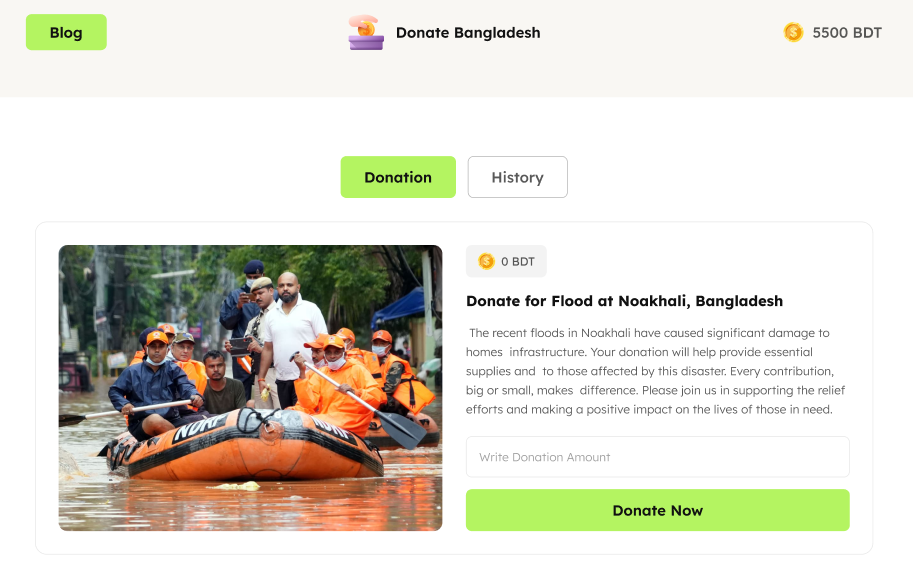 Blog
Donate Bangladesh
5500 BDT
Donation
History
0 BDT
Donate for Flood at Noakhali, Bangladesh
The recent floods in Noakhali have caused significant damage to
homes  infrastructure. Your donation will help provide essential
supplies and  to those affected by this disaster. Every contribution,
big or small, makes  difference. Please join us in supporting the relief
efforts and making a positive impact on the lives of those in need.
Write Donation Amount
Donate Now
NDRF